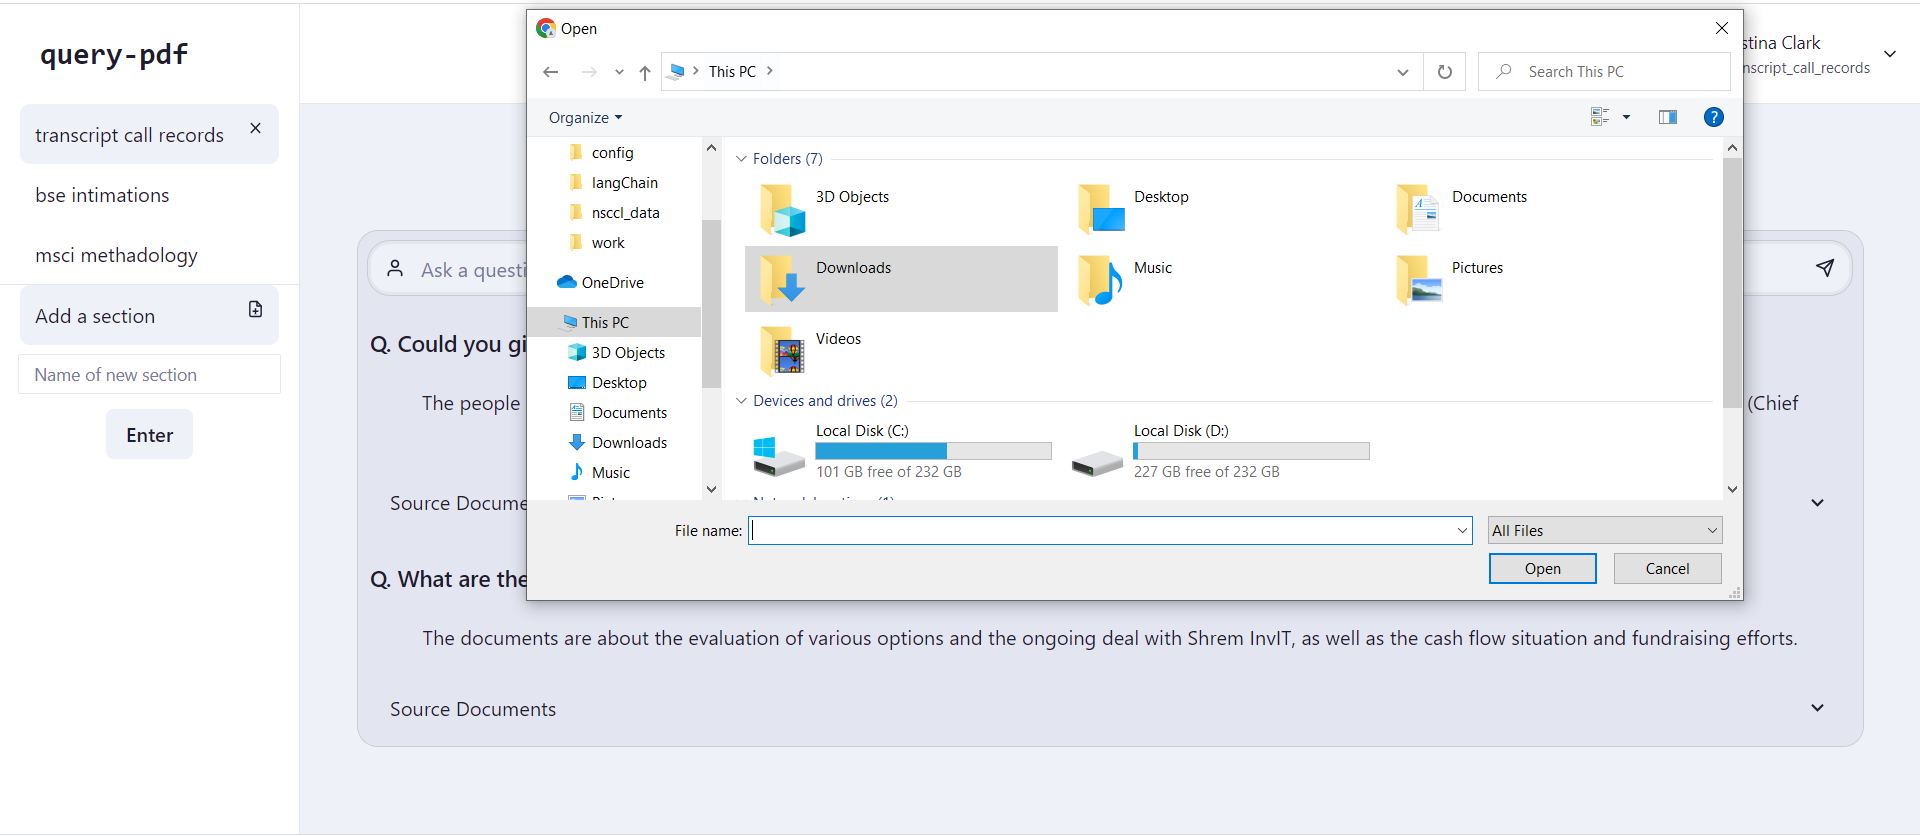 query-pdf
transcript call records
bse intimations
msci methadology
Add a section
Name of new section
Enter
Clark
nscript_call_records
Ask a
Q. Could you
The people
(Chief
Source
Q. What are the
The documents are about the evaluation of various options and the ongoing deal with Shrem InvIT, as well as the cash flow situation and fundraising efforts.
Source Documents
Open
This PC
Search This PC
Organize
?
config
langChain
nsccl_data
work
OneDrive
This PC
3D Objects
Desktop
Documents
Downloads
Music
Folders (7)
3D Objects
Desktop
Documents
Downloads
Music
Pictures
Videos
Devices and drives (2)
Local Disk (C:)
101 GB free of 232 GB
Local Disk (D:)
227 GB free of 232 GB
File name:
All Files
Open
Cancel